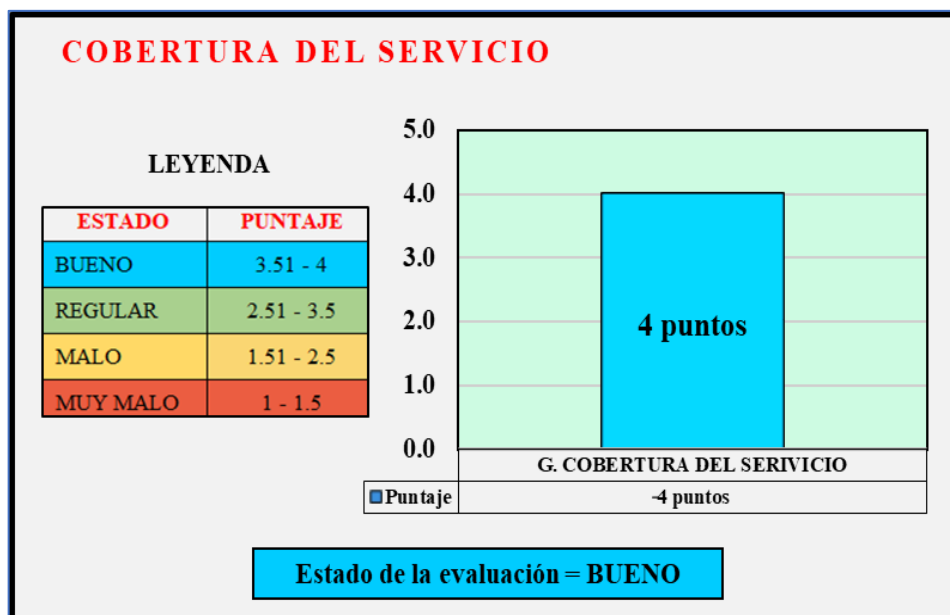 COBERTURA DEL SERVICIO
LEYENDA
ESTADO PUNTAJE
BUENO 3.51 - 4
REGULAR 2.51 - 3.5
MALO 1.51 - 2.5
MUY MALO 1 - 1.5
5.0
4.0
3.0
2.0
1.0
0.0
4 puntos
G. COBERTURA DEL SERIVICIO
Puntaje -4 puntos
Estado de la evaluación = BUENO